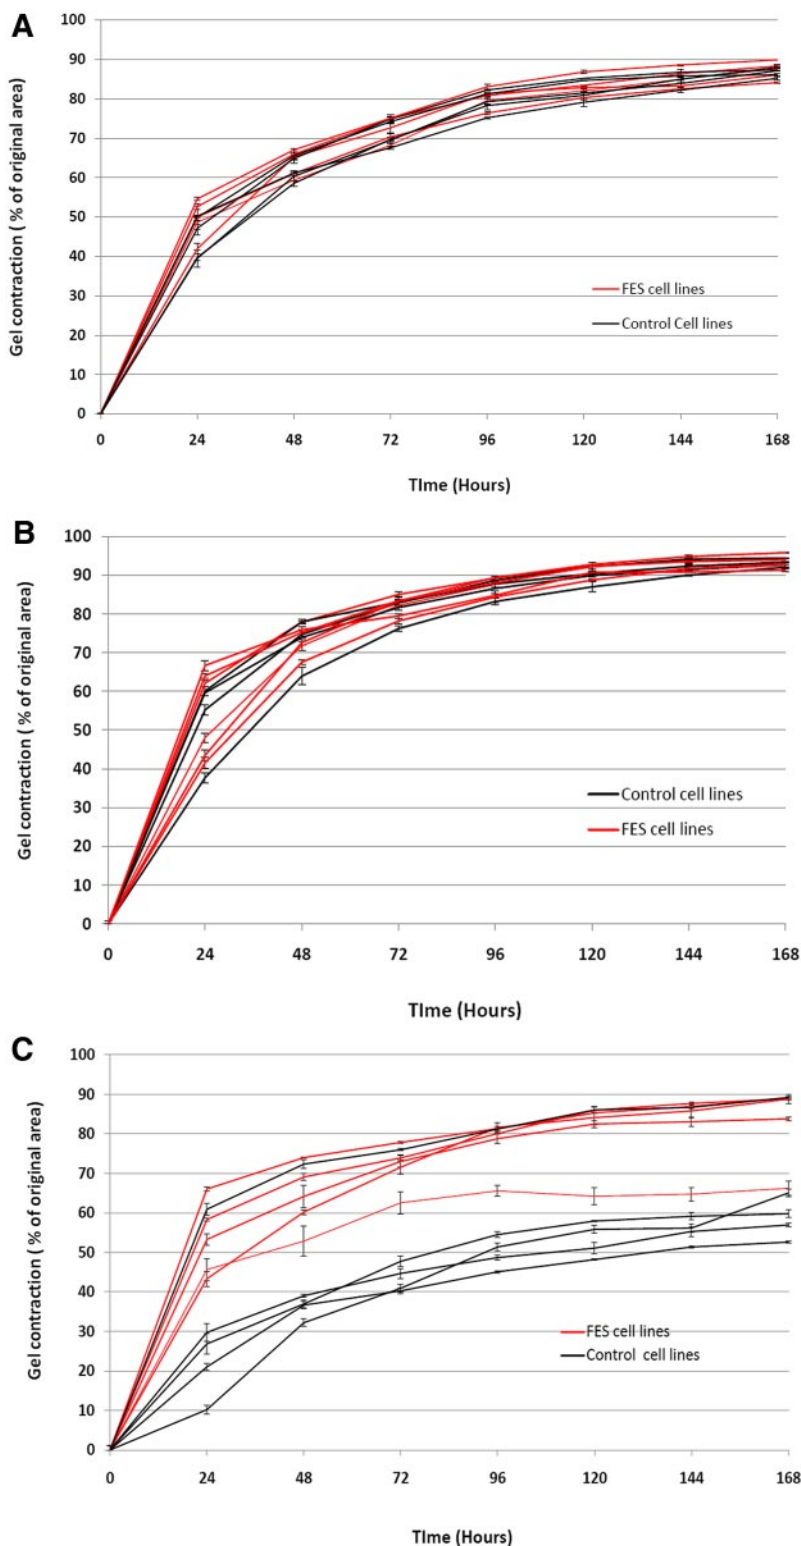 A
Gel contraction ( % of original area)
100
90
80
70
60
50
40
30
20
10
0
FES cell lines
Control Cell lines
0 24 48 72 96 120 144 168
TIme (Hours)
B
Gel contraction ( % of original area)
100
90
80
70
60
50
40
30
20
10
0
Control cell lines
FES cell lines
0 24 48 72 96 120 144 168
TIme (Hours)
C
Gel contraction ( % of original area)
100
90
80
70
60
50
40
30
20
10
0
FES cell lines
Control cell lines
0 24 48 72 96 120 144 168
TIme (Hours)